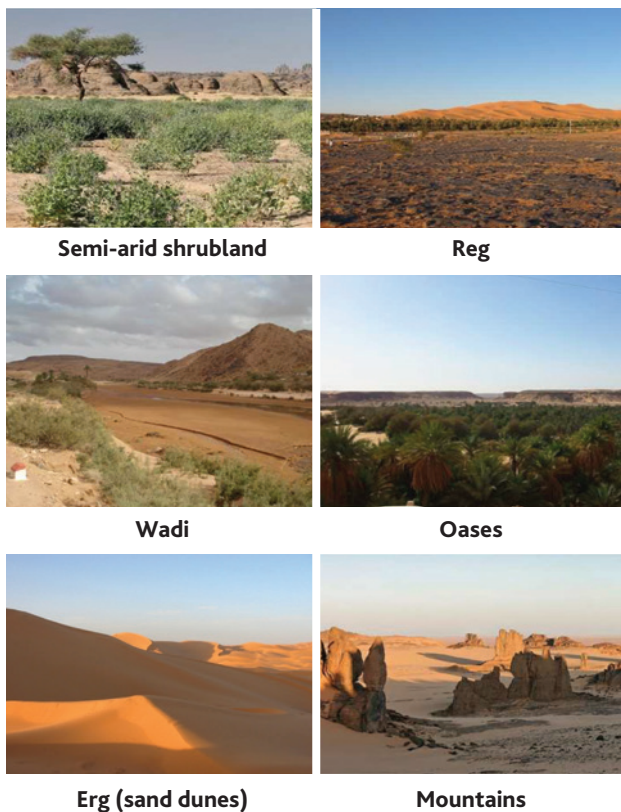 Semi-arid shrubland
Reg
Wadi
Oases
Erg (sand dunes)
Mountains